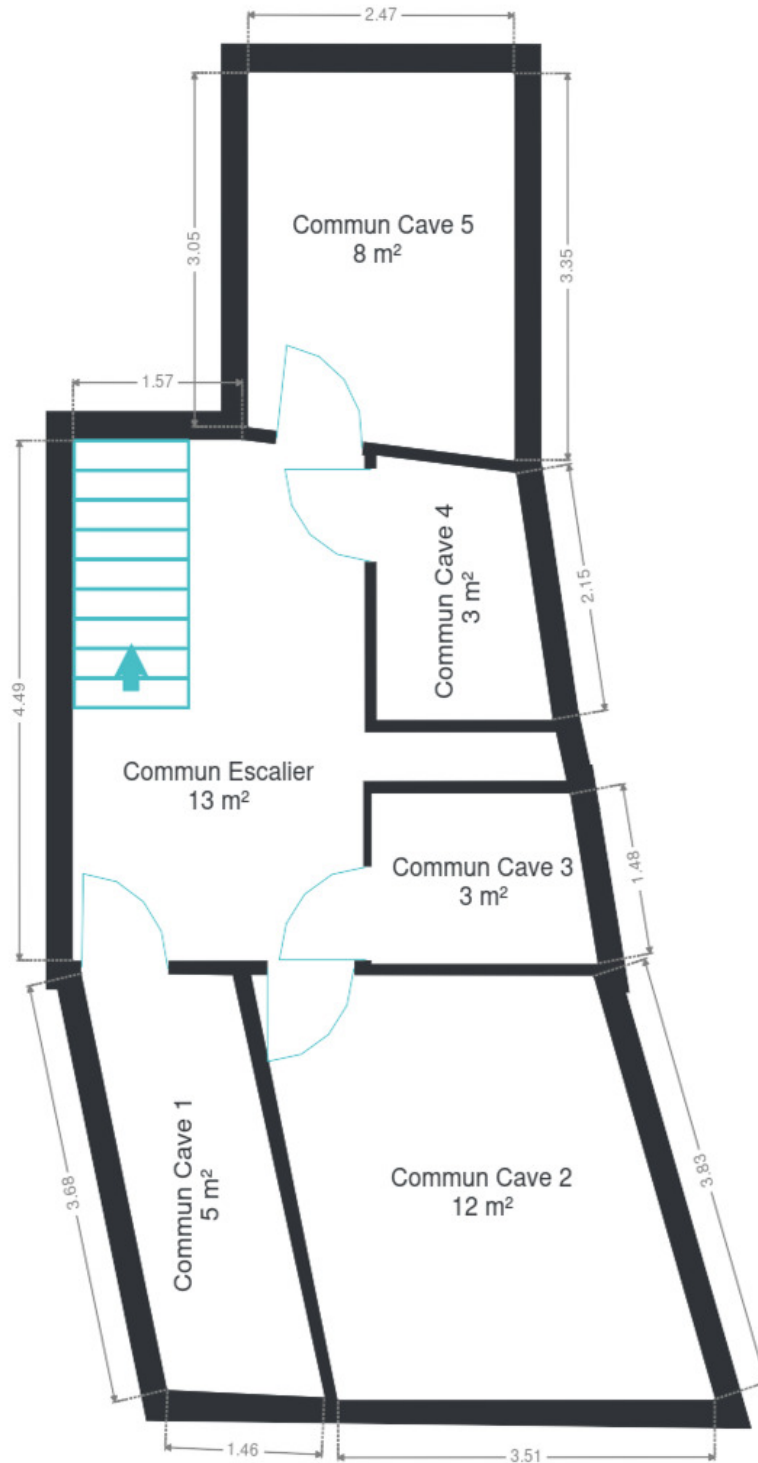 2.47
Commun Cave 5
8 m²
3.05
3.35
1.57
Commun Cave 4
3 m²
2.15
4.49
Commun Escalier
13 m²
Commun Cave 3
3 m²
1.48
Commun Cave 1
5 m²
3.68
Commun Cave 2
12 m²
3.83
1.46
3.51